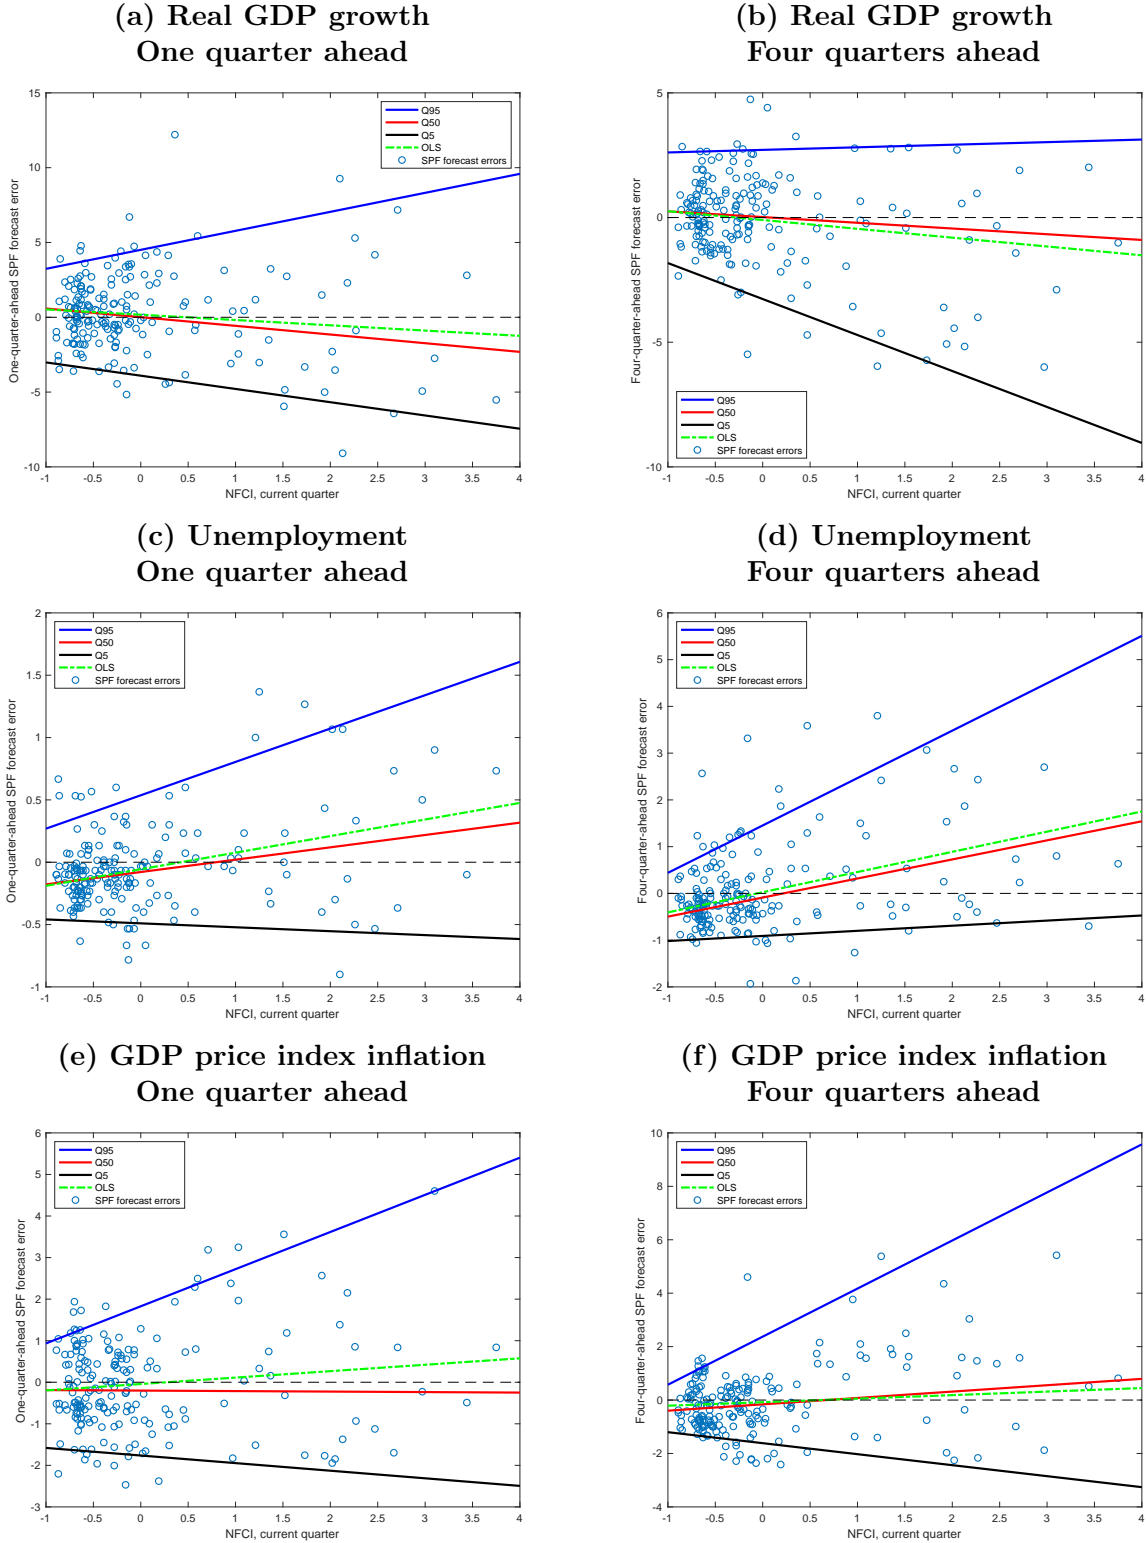 (a) Real GDP growth
One quarter ahead
15
10
5
0
-5
-10
-1
-0.5
0
0.5
1
1.5
2
2.5
3
3.5
4
NFCI, current quarter
One-quarter-ahead SPF forecast error
Q95
Q50
Q5
OLS
SPF forecast errors
(b) Real GDP growth
Four quarters ahead
5
0
-5
-10
-1
-0.5
0
0.5
1
1.5
2
2.5
3
3.5
4
NFCI, current quarter
Four-quarter-ahead SPF forecast error
Q95
Q50
Q5
OLS
SPF forecast errors
(c) Unemployment
One quarter ahead
2
1.5
1
0.5
0
-0.5
-1
-1
-0.5
0
0.5
1
1.5
2
2.5
3
3.5
4
NFCI, current quarter
One-quarter-ahead SPF forecast error
Q95
Q50
Q5
OLS
SPF forecast errors
(d) Unemployment
Four quarters ahead
6
5
4
3
2
1
0
-1
-2
-1
-0.5
0
0.5
1
1.5
2
2.5
3
3.5
4
NFCI, current quarter
Four-quarter-ahead SPF forecast error
Q95
Q50
Q5
OLS
SPF forecast errors
(e) GDP price index inflation
One quarter ahead
6
5
4
3
2
1
0
-1
-2
-3
-1
-0.5
0
0.5
1
1.5
2
2.5
3
3.5
4
NFCI, current quarter
One-quarter-ahead SPF forecast error
Q95
Q50
Q5
OLS
SPF forecast errors
(f) GDP price index inflation
Four quarters ahead
10
8
6
4
2
0
-2
-4
-1
-0.5
0
0.5
1
1.5
2
2.5
3
3.5
4
NFCI, current quarter
Four-quarter-ahead SPF forecast error
Q95
Q50
Q5
OLS
SPF forecast errors